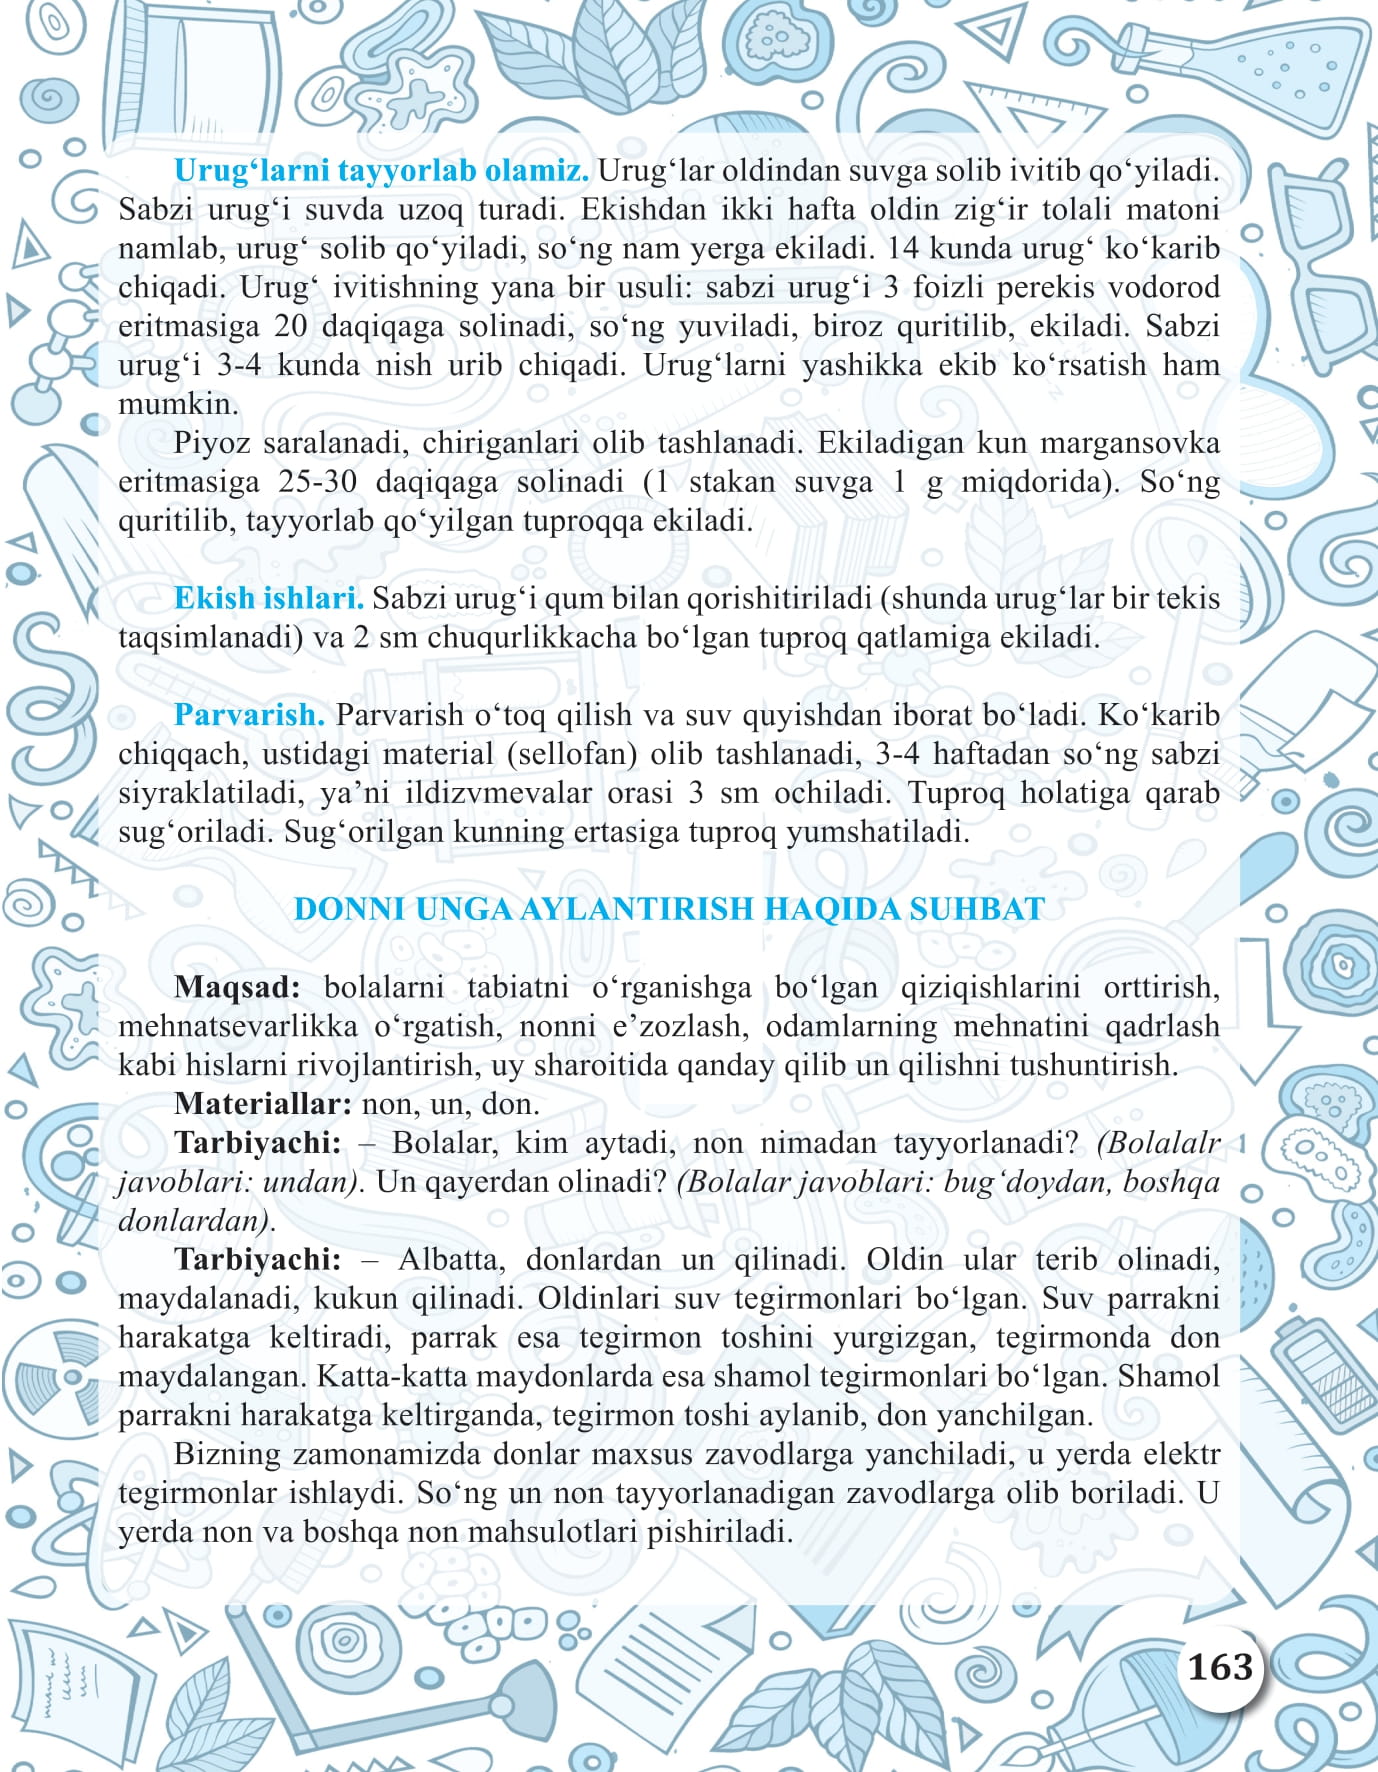 Urug‘larni tayyorlab olamiz. Urug‘lar oldindan suvga solib ivitib qo‘yiladi.
Sabzi urug‘i suvda uzoq turadi. Ekishdan ikki hafta oldin zig‘ir tolali matoni
namlab, urug‘ solib qo‘yiladi, so‘ng nam yerga ekiladi. 14 kunda urug‘ ko‘karib
chiqadi. Urug‘ ivitishning yana bir usuli: sabzi urug‘i 3 foizli perekis vodorod
eritmasiga 20 daqiqaga solinadi, so‘ng yuviladi, biroz quritilib, ekiladi. Sabzi
urug‘i 3-4 kunda nish urib chiqadi. Urug‘larni yashikka ekib ko‘rsatish ham
mumkin.
Piyoz saralanadi, chiriganlari olib tashlanadi. Ekiladigan kun margansovka
eritmasiga 25-30 daqiqaga solinadi (1 stakan suvga 1 g miqdorida). So‘ng
quritilib, tayyorlab qo‘yilgan tuproqqa ekiladi.
Ekish ishlari. Sabzi urug‘i qum bilan qorishitiriladi (shunda urug‘lar bir tekis
taqsimlanadi) va 2 sm chuqurlikkacha bo‘lgan tuproq qatlamiga ekiladi.
Parvarish. Parvarish o‘toq qilish va suv quyishdan iborat bo‘ladi. Ko‘karib
chiqqach, ustidagi material (sellofan) olib tashlanadi, 3-4 haftadan so‘ng sabzi
siyraklatiladi, ya’ni ildizvmevalar orasi 3 sm ochiladi. Tuproq holatiga qarab
sug‘oriladi. Sug‘orilgan kunning ertasiga tuproq yumshatiladi.
DONNI UNGA AYLANTIRISH HAQIDA SUHBAT
Maqsad: bolalarni tabiatni o‘rganishga bo‘lgan qiziqishlarini orttirish,
mehnatsevarlikka o‘rgatish, nonni e’zozlash, odamlarning mehnatini qadrlash
kabi hislarni rivojlantirish, uy sharoitida qanday qilib un qilishni tushuntirish.
Materiallar: non, un, don.
Tarbiyachi: – Bolalar, kim aytadi, non nimadan tayyorlanadi? (Bolalalr
javoblari: undan). Un qayerdan olinadi? (Bolalar javoblari: bug‘doydan, boshqa
donlardan).
Tarbiyachi: – Albatta, donlardan un qilinadi. Oldin ular terib olinadi,
maydalanadi, kukun qilinadi. Oldinlari suv tegirmonlari bo‘lgan. Suv parrakni
harakatga keltiradi, parrak esa tegirmon toshini yurgizgan, tegirmonda don
maydalangan. Katta-katta maydonlarda esa shamol tegirmonlari bo‘lgan. Shamol
parrakni harakatga keltirganda, tegirmon toshi aylanib, don yanchilgan.
Bizning zamonamizda donlar maxsus zavodlarga yanchiladi, u yerda elektr
tegirmonlar ishlaydi. So‘ng un non tayyorlanadigan zavodlarga olib boriladi. U
yerda non va boshqa non mahsulotlari pishiriladi.
163